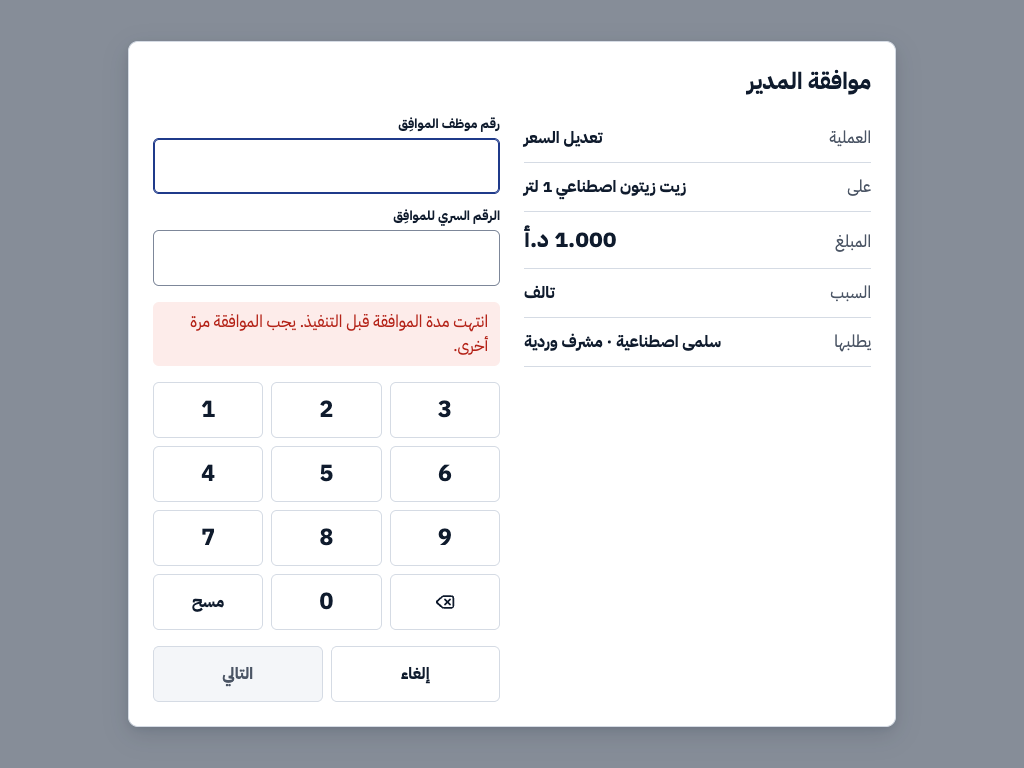 موافقة المدير
العملية تعديل السعر
على زيت زيتون اصطناعي 1 لتر
المبلغ 1.000 د.أ
السبب تالف
يطلبها سلمى اصطناعية · مشرف وردية
رقم موظف الموافِق
الرقم السري للموافِق
انتهت مدة الموافقة قبل التنفيذ. يجب الموافقة مرة
أخرى.
1 2 3
4 5 6
7 8 9
مسح 0
إلغاء التالي